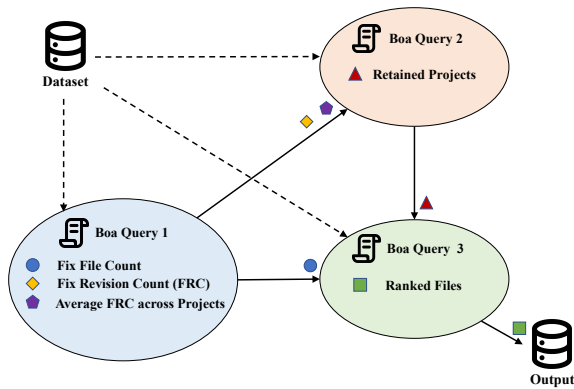 Dataset
Boa Query 2
Retained Projects
Boa Query 1
Fix File Count
Fix Revision Count (FRC)
Average FRC across Projects
Boa Query 3
Ranked Files
Output